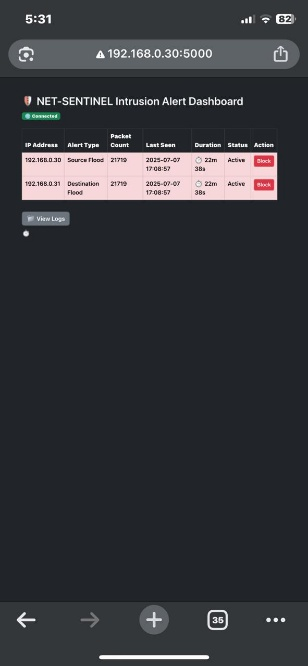 5:31
82
192.168.0.30:5000
NET-SENTINEL Intrusion Alert Dashboard
Connected
IP Address Alert Type Packet Count Last Seen Duration Status Action
192.168.0.30 Source Flood 21719 2025-07-07 17:08:57 22m 38s Active Block
192.168.0.31 Destination Flood 21719 2025-07-07 17:08:57 22m 38s Active Block
View Logs
35